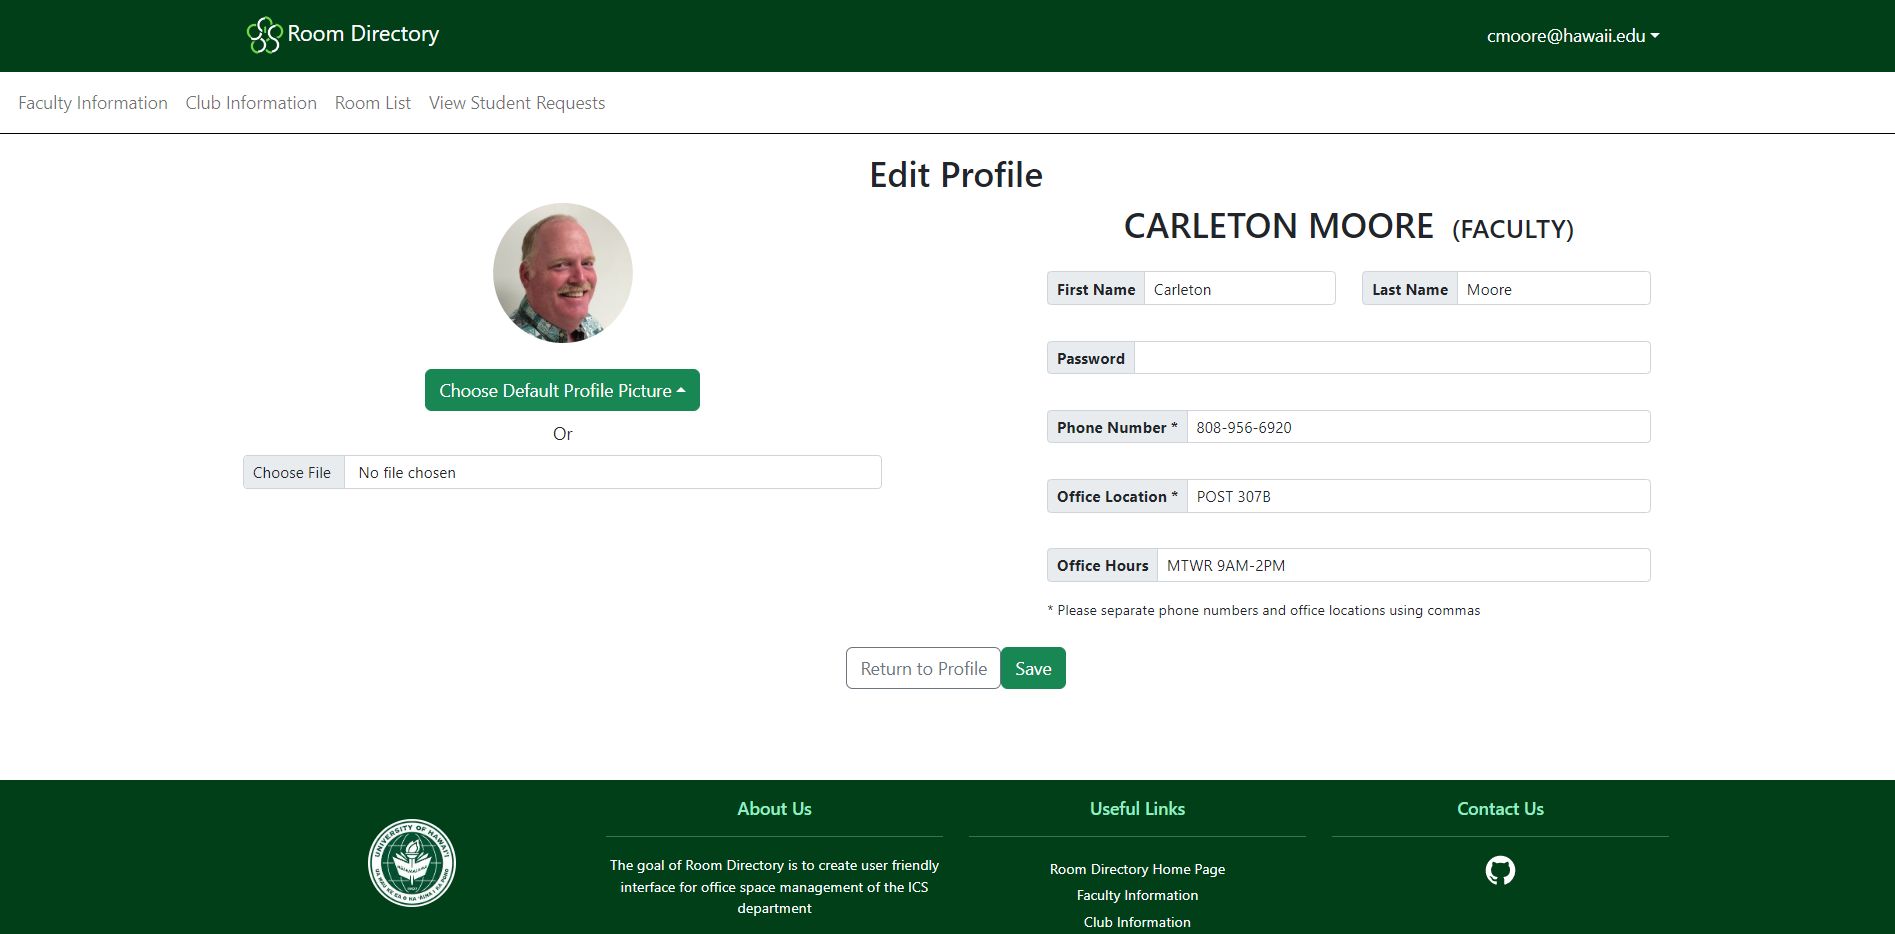 Room Directory
cmoore@hawaii.edu
Faculty Information Club Information Room List View Student Requests
Edit Profile
CARLETON MOORE (FACULTY)
First Name Carleton Last Name Moore
Password
Choose Default Profile Picture
Or
Choose File No file chosen
Phone Number * 808-956-6920
Office Location * POST 307B
Office Hours MTWR 9AM-2PM
* Please separate phone numbers and office locations using commas
Return to Profile Save
UNIVERSITY OF HAWAI'I
1907
About Us
The goal of Room Directory is to create user friendly
interface for office space management of the ICS
department
Useful Links
Room Directory Home Page
Faculty Information
Club Information
Contact Us